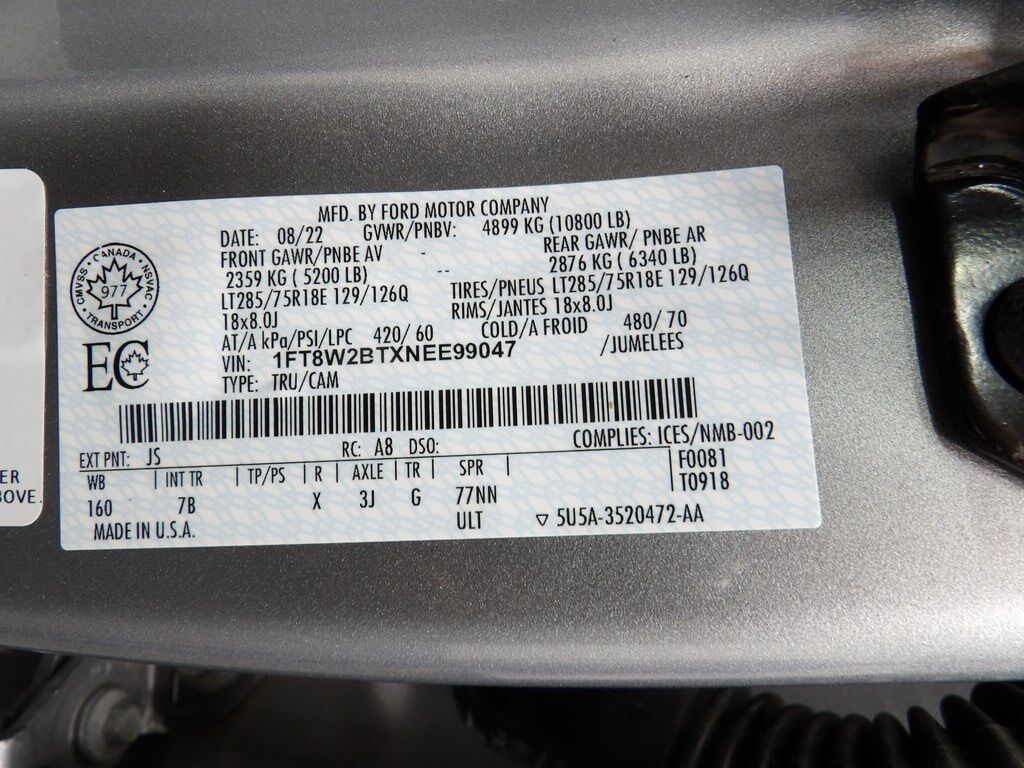 MFD. BY FORD MOTOR COMPANY
DATE: 08/22 GVWR/PNBV: 4899 KG (10800 LB)
FRONT GAWR/PNBE AV - REAR GAWR/ PNBE AR
2359 KG ( 5200 LB) -- 2876 KG ( 6340 LB)
LT285/75R18E 129/126Q TIRES/PNEUS LT285/75R18E 129/126Q
18x8.0J RIMS/JANTES 18x8.0J
AT/A kPa/PSI/LPC 420/ 60 COLD/A FROID 480/ 70
VIN: 1FT8W2BTXNEE99047 /JUMELEES
TYPE: TRU/CAM
CANADA
CMVSS NSVAC
977
TRANSPORT
EC
EXT PNT: JS RC: A8 DSO: COMPLIES: ICES/NMB-002
WB | INT TR | TP/PS | R | AXLE | TR | SPR | F0081
T0918
160 7B X 3J G 77NN
ULT ▽ 5U5A-3520472-AA
MADE IN U.S.A.
ER
OVE.